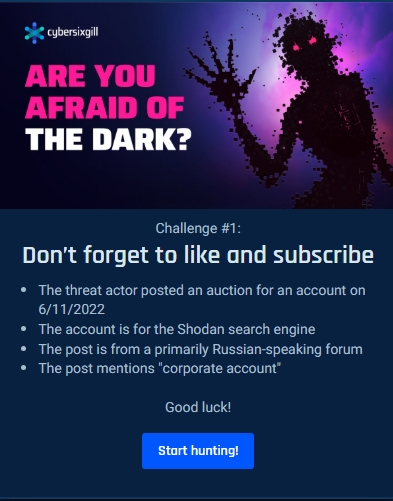 cybersixgill
ARE YOU
AFRAID OF
THE DARK?
Challenge #1:
Don't forget to like and subscribe
• The threat actor posted an auction for an account on
6/11/2022
• The account is for the Shodan search engine
• The post is from a primarily Russian-speaking forum
• The post mentions "corporate account"
Good luck!
Start hunting!